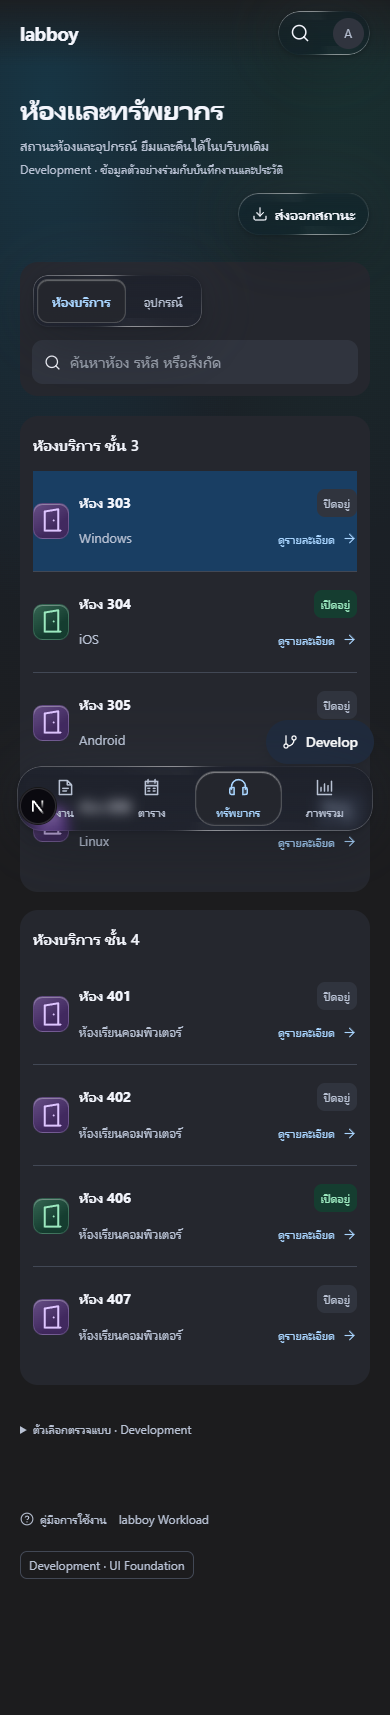 labboy
A
ห้องและทรัพยากร
สถานะห้องและอุปกรณ์ ยืมและคืนได้ในบริบทเดิม
Development · ข้อมูลตัวอย่างร่วมกับบันทึกงานและประวัติ
ส่งออกสถานะ
ห้องบริการ อุปกรณ์
ค้นหาห้อง รหัส หรือสังกัด
ห้องบริการ ชั้น 3
ห้อง 303 ปิดอยู่
Windows ดูรายละเอียด →
ห้อง 304 เปิดอยู่
iOS ดูรายละเอียด →
ห้อง 305 ปิดอยู่
Android
Develop
N งาน ตาราง ทรัพยากร ภาพรวม
Linux ดูรายละเอียด →
ห้องบริการ ชั้น 4
ห้อง 401 ปิดอยู่
ห้องเรียนคอมพิวเตอร์ ดูรายละเอียด →
ห้อง 402 ปิดอยู่
ห้องเรียนคอมพิวเตอร์ ดูรายละเอียด →
ห้อง 406 เปิดอยู่
ห้องเรียนคอมพิวเตอร์ ดูรายละเอียด →
ห้อง 407 ปิดอยู่
ห้องเรียนคอมพิวเตอร์ ดูรายละเอียด →
ตัวเลือกตรวจแบบ · Development
คู่มือการใช้งาน labboy Workload
Development · UI Foundation